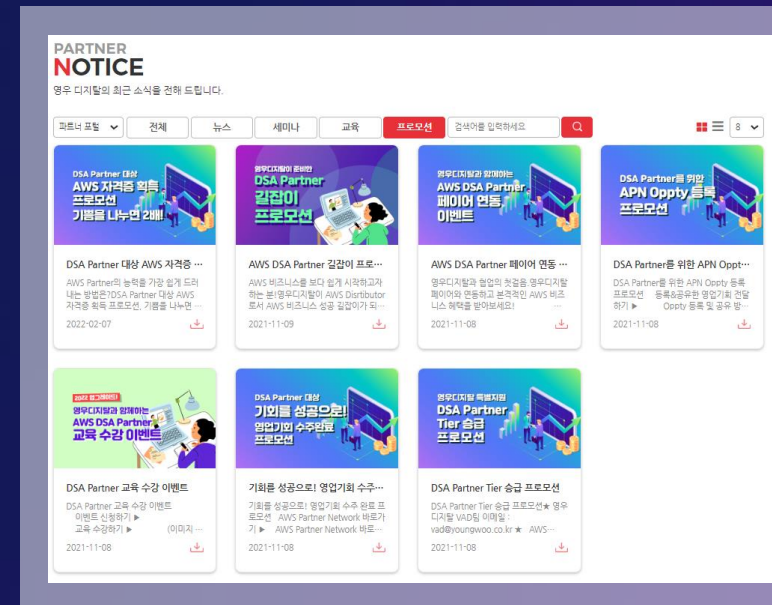 PARTNER
NOTICE
영우 디지탈의 최근 소식을 전해 드립니다.
파트너 포털
전체
뉴스
세미나
교육
프로모션
검색어를 입력하세요
8
DSA Partner 대상
AWS 자격증 획득
프로모션
기쁨을 나누면 2배!
DSA Partner 대상 AWS 자격증 …
AWS Partner의 능력을 가장 쉽게 드러
내는 방법은?DSA Partner 대상 AWS
자격증 획득 프로모션, 기쁨을 나누면 …
2022-02-07
영우디지탈이 준비한
DSA Partner
길잡이
프로모션
AWS DSA Partner 길잡이 프로…
AWS 비즈니스를 보다 쉽게 시작하고자
하는 분!영우디지탈이 AWS Disrtibutor
로서 AWS 비즈니스 성공 길잡이가 되…
2021-11-09
영우디지탈과 함께하는
AWS DSA Partner
페이어 연동
이벤트
AWS DSA Partner 페이어 연동 …
영우디지탈과 협업의 첫걸음,영우디지탈
페이어와 연동하고 본격적인 AWS 비즈
니스 혜택을 받아보세요! …
2021-11-08
DSA Partner를 위한
APN Oppty 등록
프로모션
DSA Partner를 위한 APN Oppt…
DSA Partner를 위한 APN Oppty 등록
프로모션 등록&공유한 영업기회 전달
하기 ▶ Oppty 등록 및 공유 방…
2021-11-08
2022 업그레이드!
영우디지탈과 함께하는
AWS DSA Partner
교육 수강 이벤트
DSA Partner 교육 수강 이벤트
DSA Partner 교육 수강 이벤트
이벤트 신청하기 ▶
교육 수강하기 ▶ (이미지 …
2021-11-08
DSA Partner 대상
기회를 성공으로!
영업기회 수주완료
프로모션
기회를 성공으로! 영업기회 수주…
기회를 성공으로! 영업기회 수주 완료 프
로모션 AWS Partner Network 바로가
기 ▶ AWS Partner Network 바로…
2021-11-08
영우디지탈 특별지원
DSA Partner
Tier 승급
프로모션
DSA Partner Tier 승급 프로모션
DSA Partner Tier 승급 프로모션★ 영우
디지탈 VAD팀 이메일 :
vad@youngwoo.co.kr ★ AWS…
2021-11-08